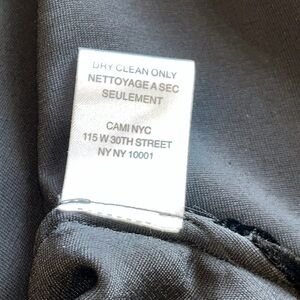 DRY CLEAN ONLY
NETTOYAGE A SEC
SEULEMENT
CAMI NYC
115 W 30TH STREET
NY NY 10001